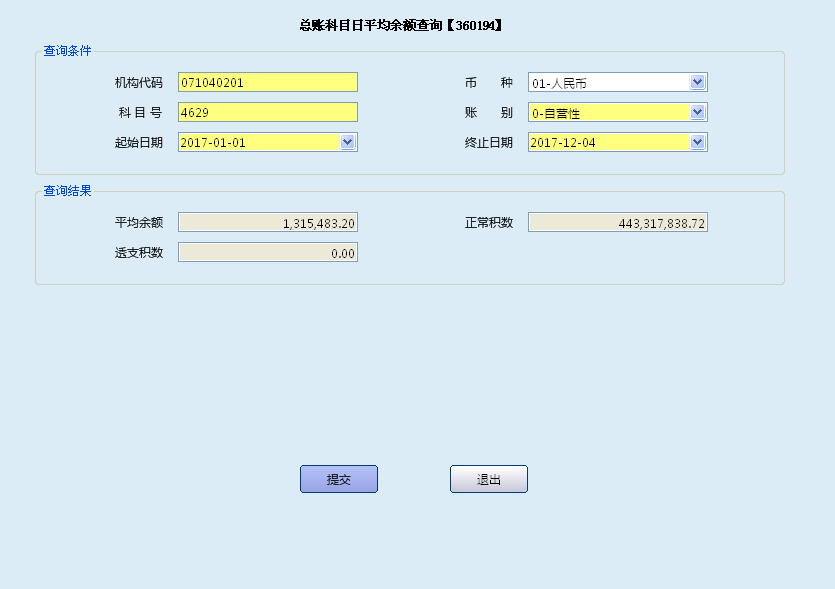 总账科目日平均余额查询【360194】
查询条件
机构代码 071040201 币 种 01-人民币
科 目 号 4629 账 别 0-自营性
起始日期 2017-01-01 终止日期 2017-12-04
查询结果
平均余额 1,315,483.20 正常积数 443,317,838.72
透支积数 0.00
提交 退出